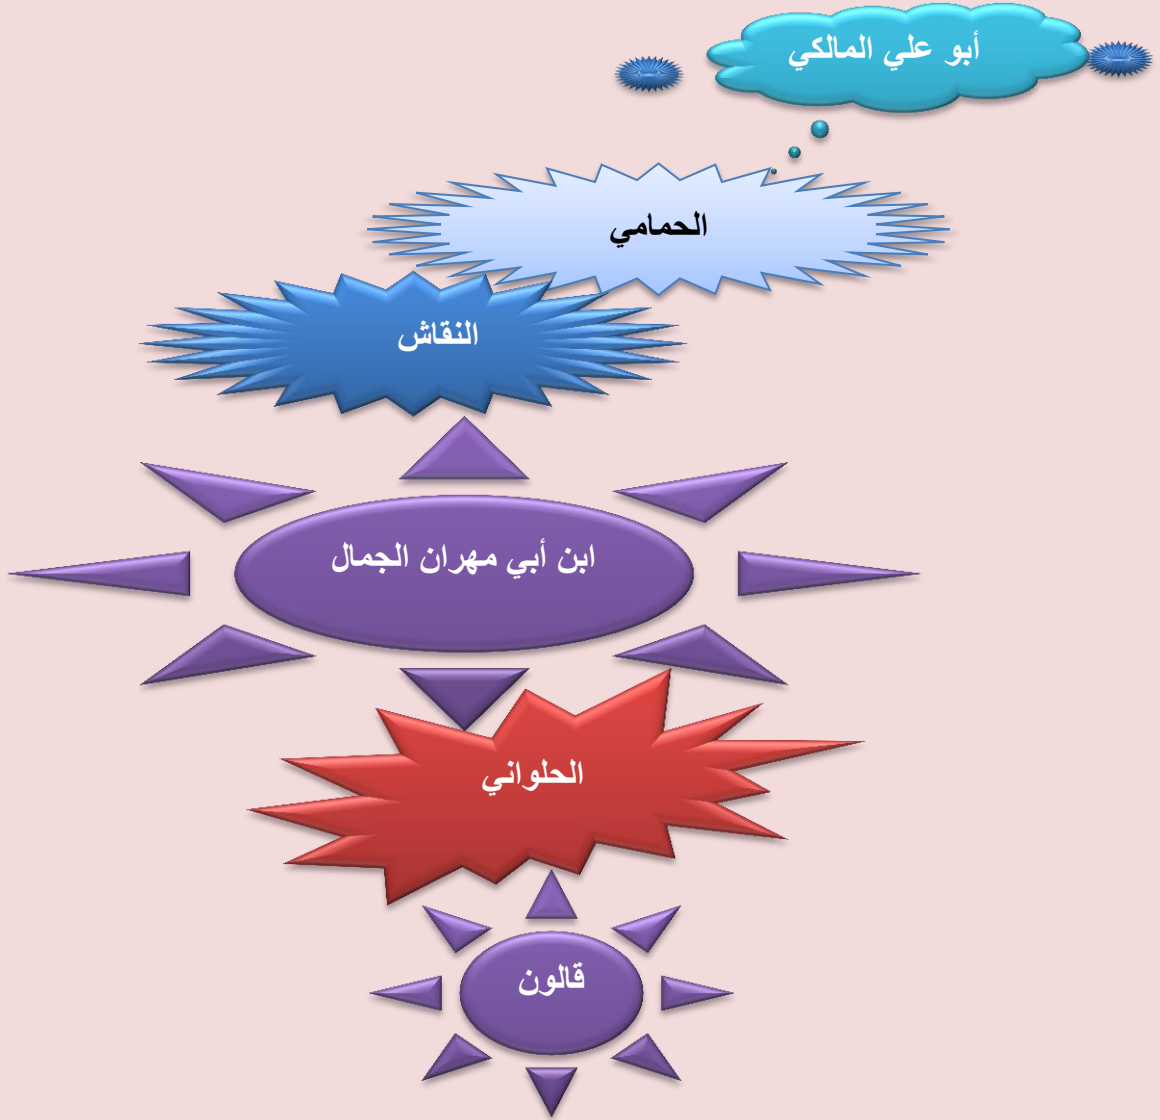 أبو علي المالكي
الحمامي
النقاش
ابن أبي مهران الجمال
الحلواني
قالون